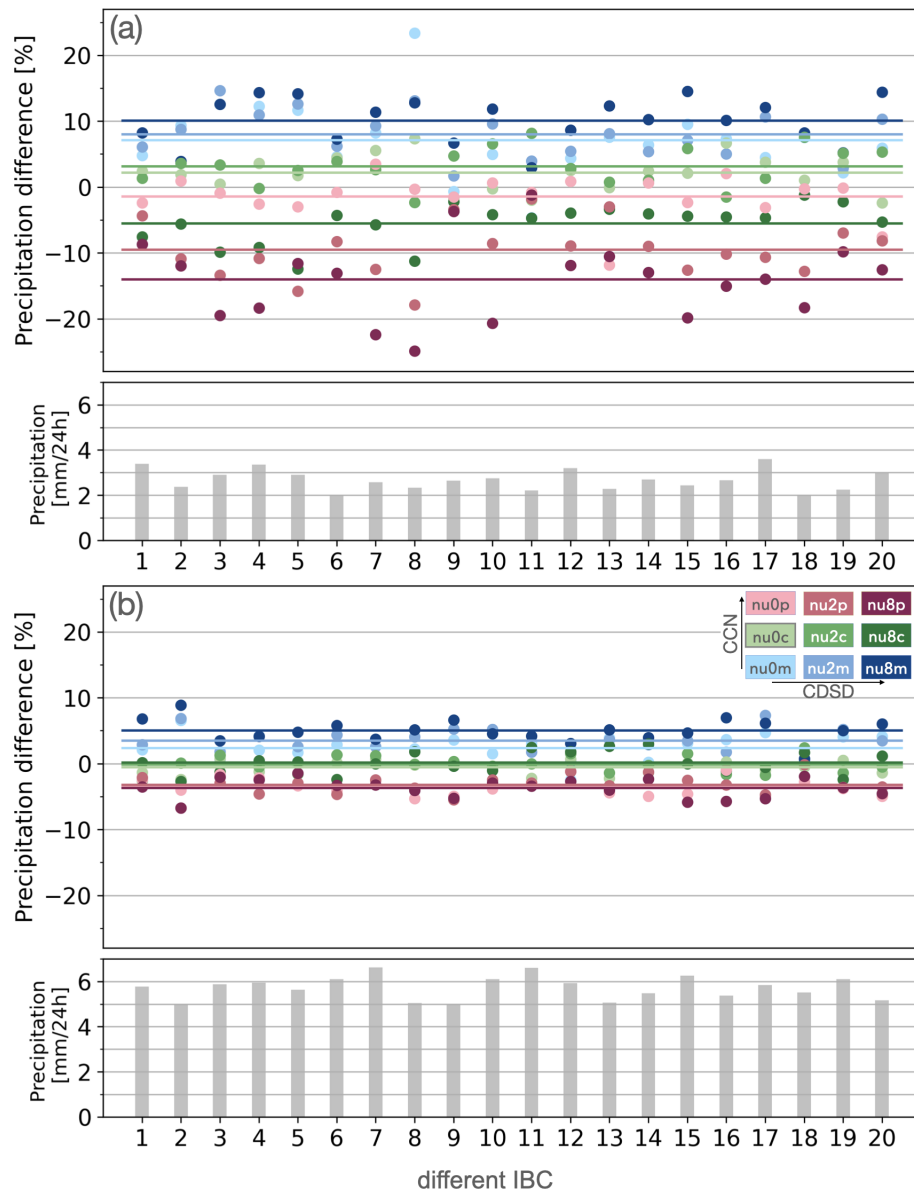 (a)
Precipitation difference [%]
20
10
0
−10
−20
Precipitation
[mm/24h]
6
4
2
0
1 2 3 4 5 6 7 8 9 10 11 12 13 14 15 16 17 18 19 20
(b)
Precipitation difference [%]
20
10
0
−10
−20
CCN
nu0p nu2p nu8p
nu0c nu2c nu8c
nu0m nu2m nu8m
CDSD
Precipitation
[mm/24h]
6
4
2
0
1 2 3 4 5 6 7 8 9 10 11 12 13 14 15 16 17 18 19 20
different IBC